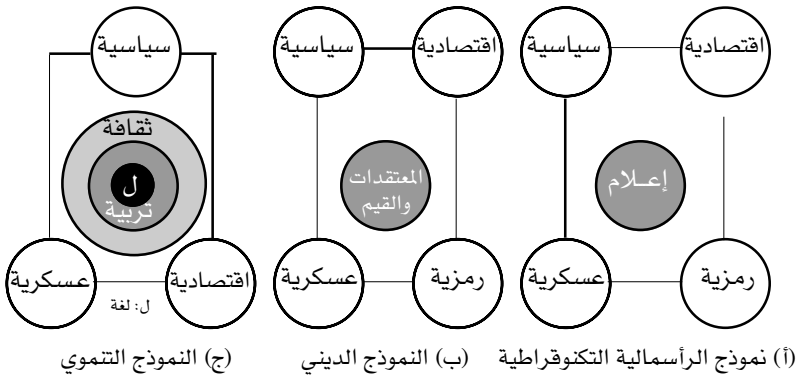 اقتصادية
سياسية
إعــلام
رمزية
عسكرية
(أ) نموذج الرأسمالية التكنوقراطية
اقتصادية
سياسية
المعتقدات
والقيم
رمزية
عسكرية
(ب) النموذج الديني
سياسية
ثقافة
ل
تربية
اقتصادية
عسكرية
ل: لغة
(ج) النموذج التنموي